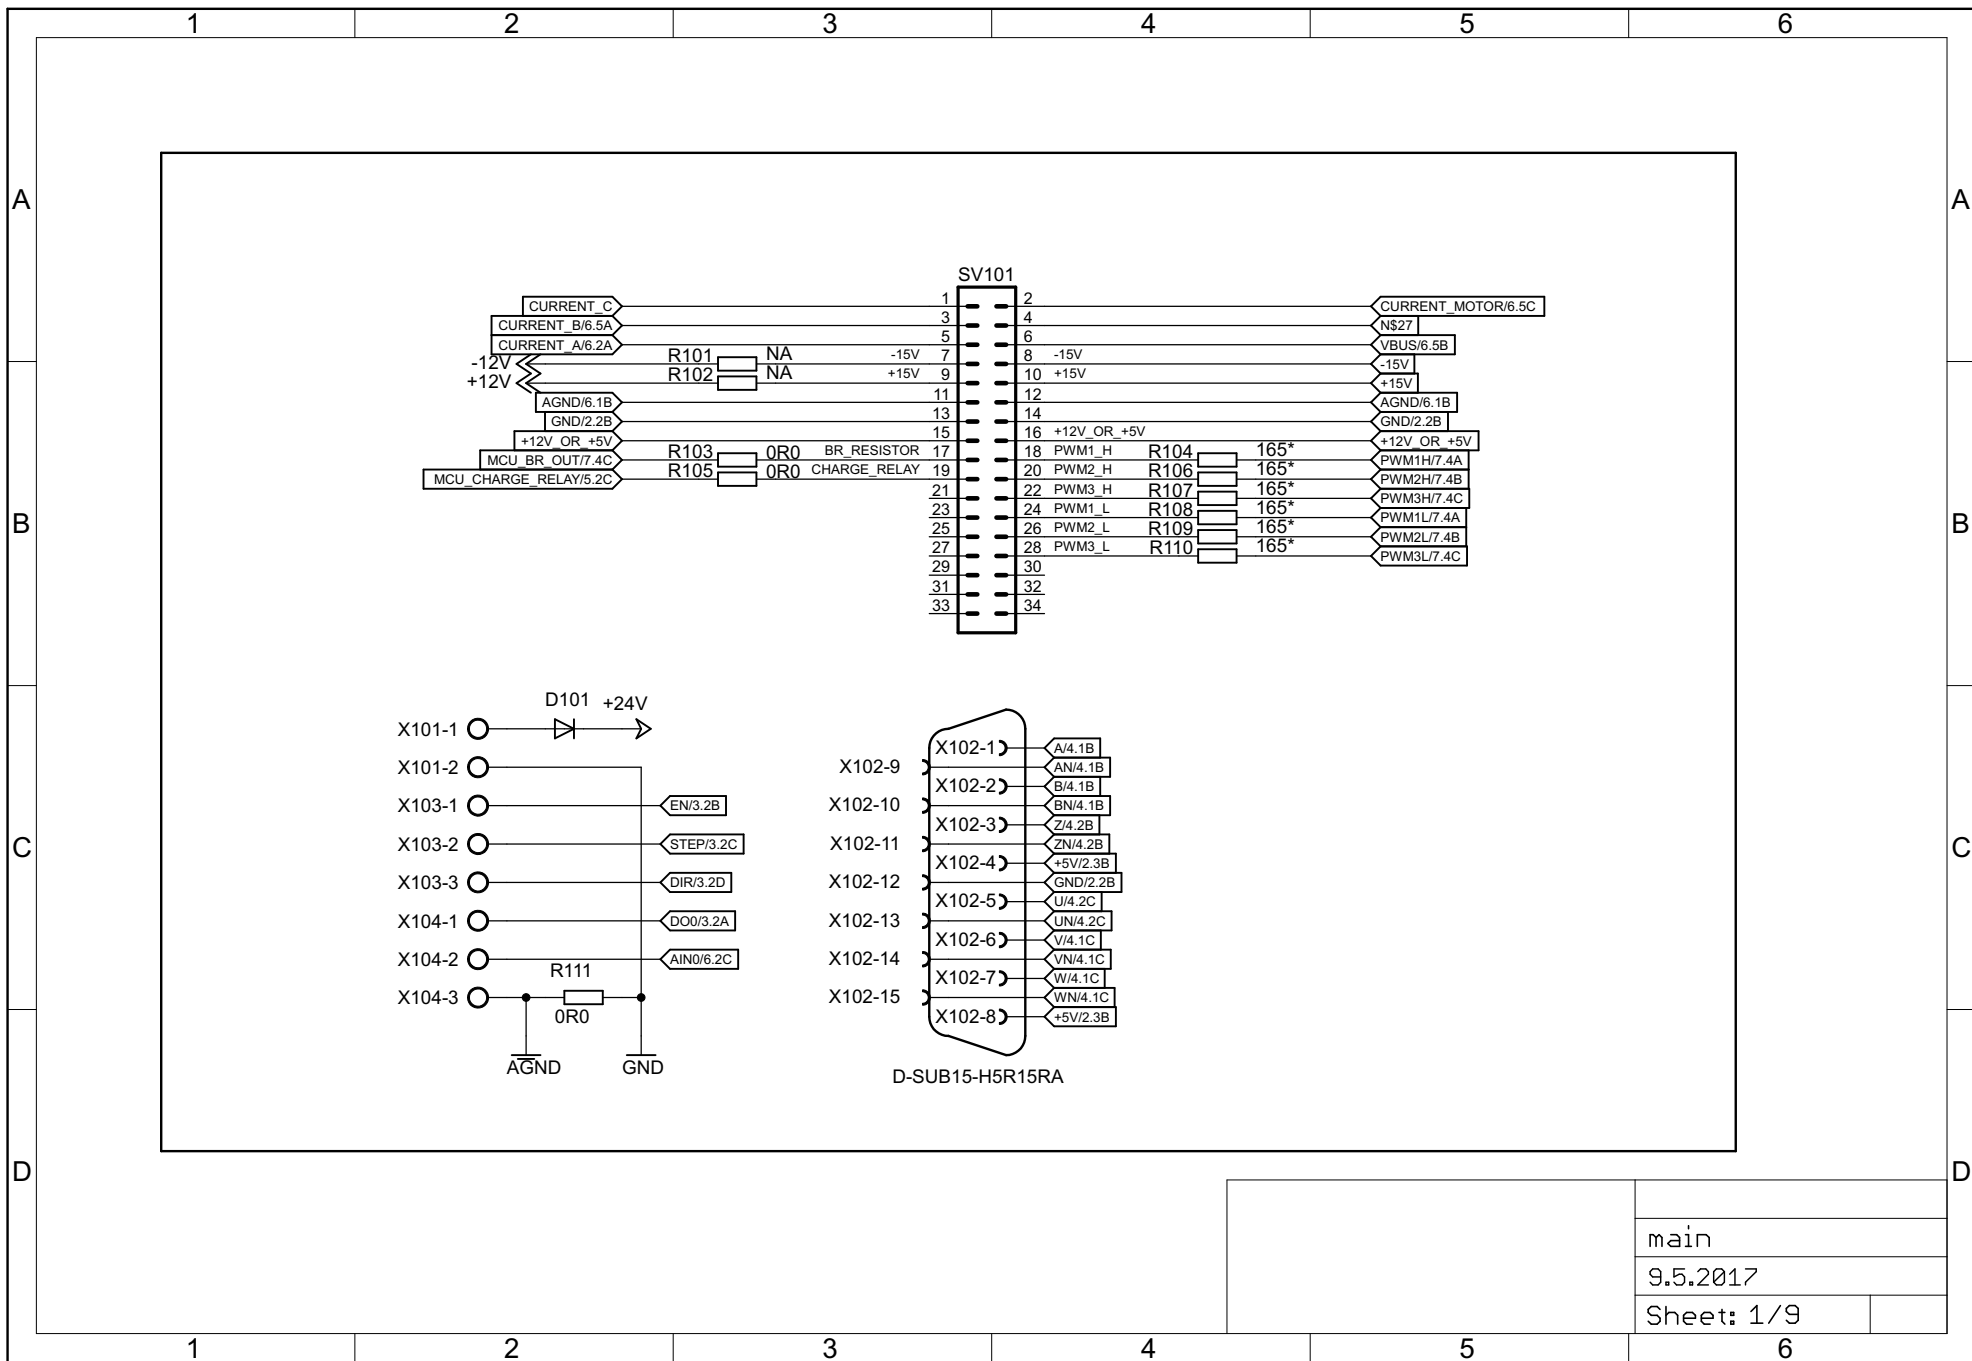 1 2 3 4 5 6
A A
SV101
CURRENT_C 1 2 CURRENT_MOTOR/6.5C
CURRENT_B/6.5A 3 4 N$27
CURRENT_A/6.2A 5 6 VBUS/6.5B
-12V R101 NA -15V 7 8 -15V -15V
+12V R102 NA +15V 9 10 +15V +15V
AGND/6.1B 11 12 AGND/6.1B
GND/2.2B 13 14 GND/2.2B
+12V_OR_+5V 15 16 +12V_OR_+5V +12V_OR_+5V
MCU_BR_OUT/7.4C R103 0R0 BR_RESISTOR 17 18 PWM1_H R104 165* PWM1H/7.4A
MCU_CHARGE_RELAY/5.2C R105 0R0 CHARGE_RELAY 19 20 PWM2_H R106 165* PWM2H/7.4B
21 22 PWM3_H R107 165* PWM3H/7.4C
23 24 PWM1_L R108 165* PWM1L/7.4A
B B
25 26 PWM2_L R109 165* PWM2L/7.4B
27 28 PWM3_L R110 165* PWM3L/7.4C
29 30
31 32
33 34
D101 +24V
X101-1
X101-2
X103-1 EN/3.2B
X103-2 STEP/3.2C
X103-3 DIR/3.2D
X104-1 DO0/3.2A
X104-2 AIN0/6.2C
R111
X104-3
0R0
AGND GND
X102-1 A/4.1B
X102-9 AN/4.1B
X102-2 B/4.1B
X102-10 BN/4.1B
X102-3 Z/4.2B
X102-11 ZN/4.2B
X102-4 +5V/2.3B
X102-12 GND/2.2B
X102-5 U/4.2C
X102-13 UN/4.2C
X102-6 V/4.1C
X102-14 VN/4.1C
X102-7 W/4.1C
X102-15 WN/4.1C
X102-8 +5V/2.3B
D-SUB15-H5R15RA
C C
D D
main
9.5.2017
Sheet: 1/9
1 2 3 4 5 6